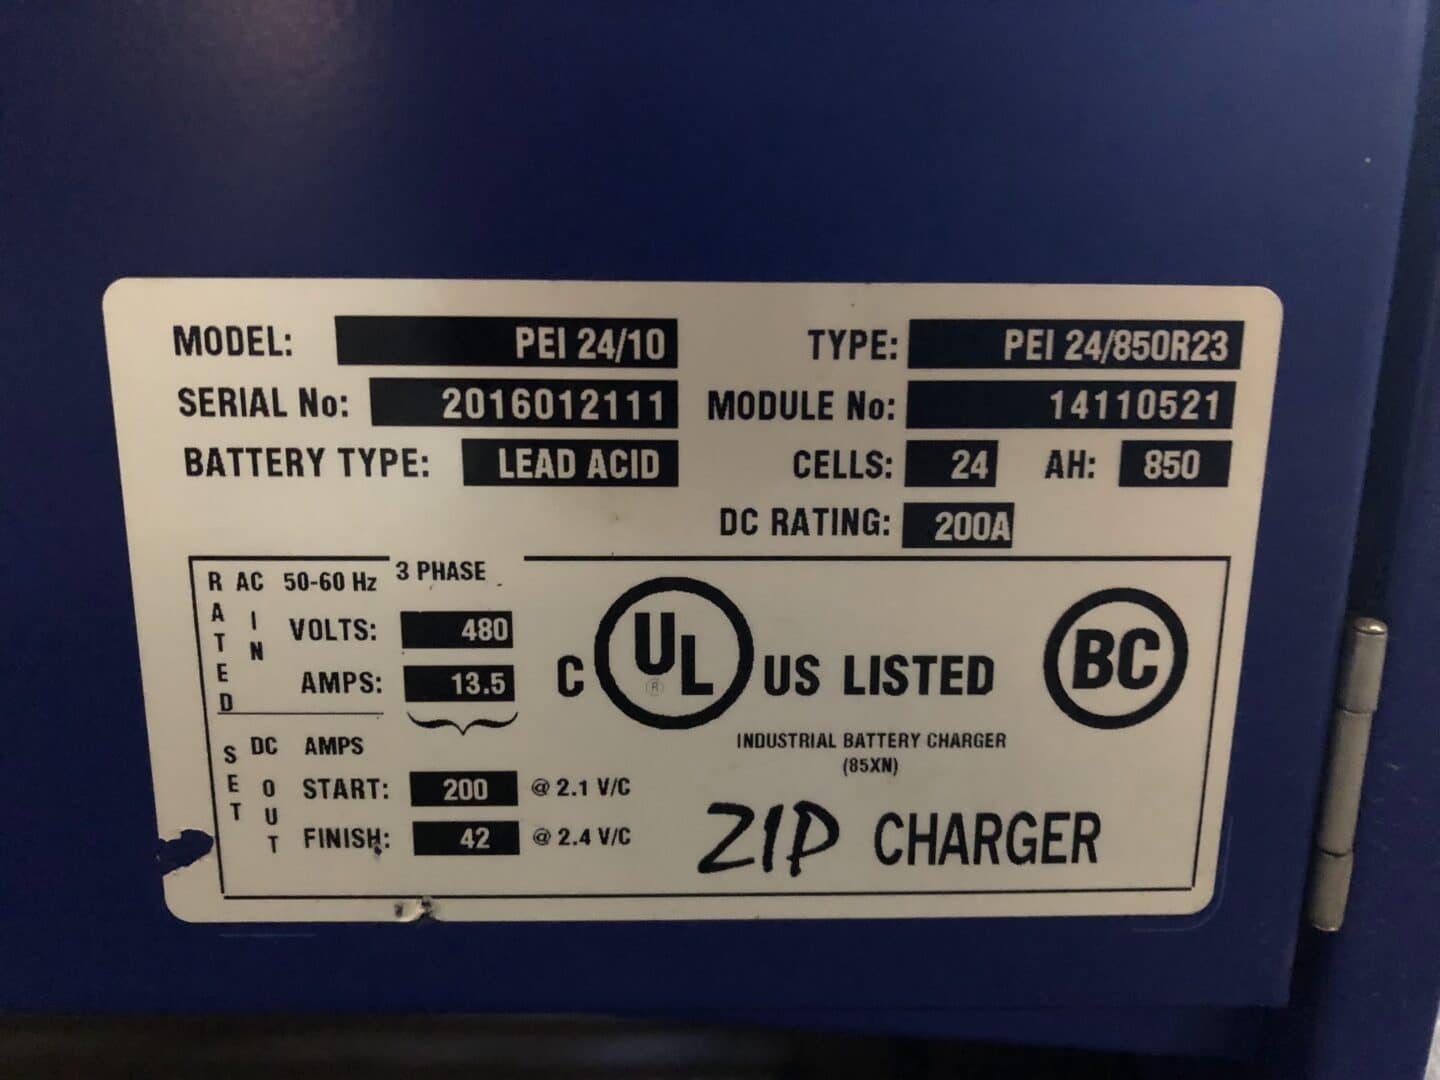 MODEL: PEI 24/10 TYPE: PEI 24/850R23
SERIAL No: 2016012111 MODULE No: 14110521
BATTERY TYPE: LEAD ACID CELLS: 24 AH: 850
DC RATING: 200A
RATED AC IN 50-60 Hz 3 PHASE
VOLTS: 480
AMPS: 13.5
C UL ® US LISTED BC
INDUSTRIAL BATTERY CHARGER
(85XN)
SET DC OUT AMPS
START: 200 @ 2.1 V/C
FINISH: 42 @ 2.4 V/C
ZIP CHARGER